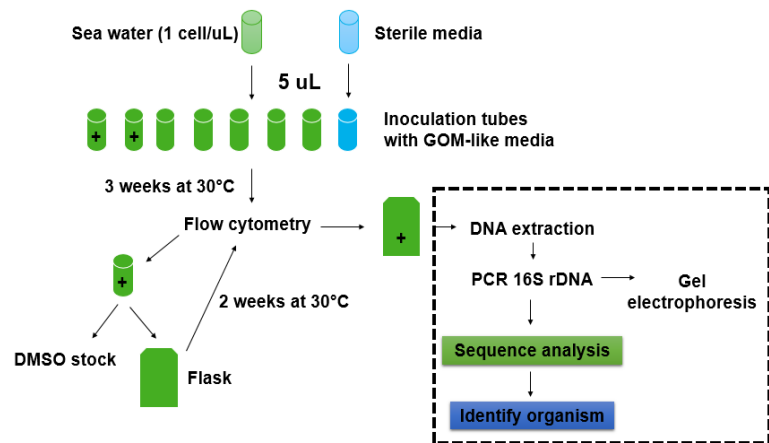 Sea water (1 cell/uL)
Sterile media
5 uL
+
+
Inoculation tubes
with GOM-like media
3 weeks at 30°C
Flow cytometry
+
DNA extraction
+
PCR 16S rDNA
Gel
electrophoresis
2 weeks at 30°C
DMSO stock
Flask
Sequence analysis
Identify organism